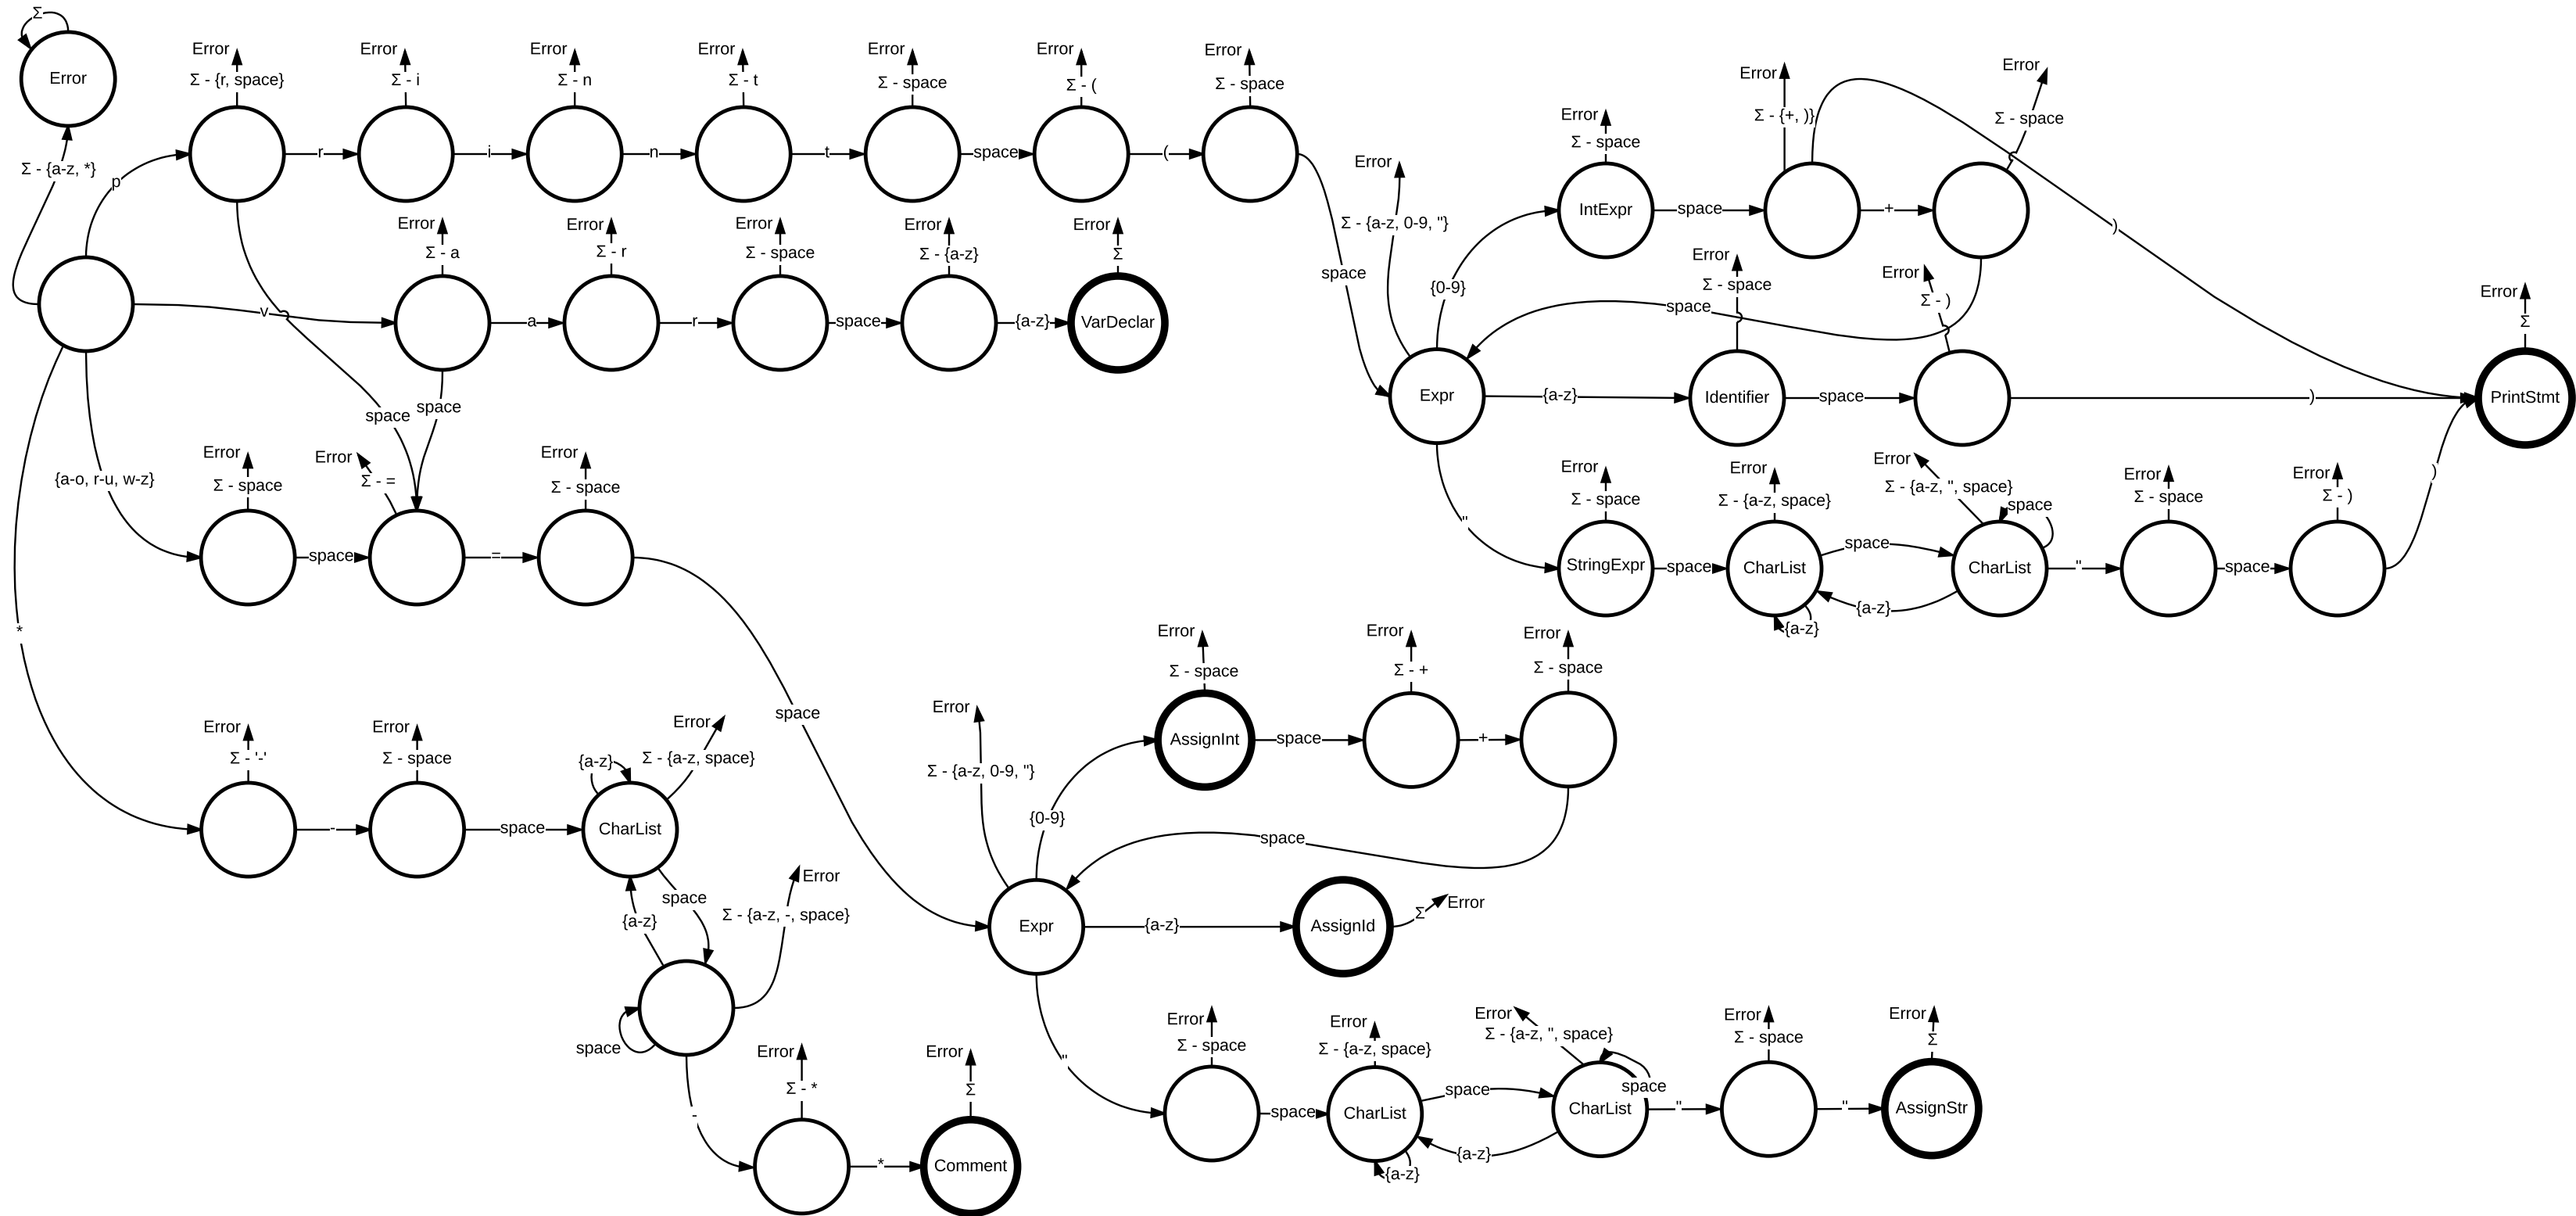 Σ
Error
Σ - {a-z, *}
Error
Σ - {r, space}
Error
Σ - i
Error
Σ - n
Error
Σ - t
Error
Σ - space
Error
Σ - (
Error
Σ - space
p
r
i
n
t
space
(
space
v
Error
Σ - a
Error
Σ - r
Error
Σ - space
Error
Σ - {a-z}
Error
Σ
a
r
space
{a-z}
VarDeclar
space
space
{a-o, r-u, w-z}
Error
Σ - space
Error
Σ - =
Error
Σ - space
space
=
space
Error
Σ - {a-z, 0-9, "}
Expr
{0-9}
Error
Σ - space
IntExpr
space
Error
Σ - {+, )}
+
Error
Σ - space
)
space
{a-z}
Error
Σ - space
Identifier
space
Error
Σ - )
)
Error
Σ
PrintStmt
"
Error
Σ - space
StringExpr
space
Error
Σ - {a-z, space}
CharList
{a-z}
space
{a-z}
Error
Σ - {a-z, ", space}
space
CharList
"
Error
Σ - space
space
Error
Σ - )
)
*
Error
Σ - '-'
-
Error
Σ - space
space
{a-z}
CharList
Error
Σ - {a-z, space}
space
{a-z}
Error
Σ - {a-z, -, space}
space
-
Error
Σ - *
*
Error
Σ
Comment
Error
Σ - {a-z, 0-9, "}
Expr
{0-9}
Error
Σ - space
AssignInt
space
Error
Σ - +
+
Error
Σ - space
space
{a-z}
AssignId
Σ
Error
"
Error
Σ - space
space
Error
Σ - {a-z, space}
CharList
{a-z}
space
{a-z}
Error
Σ - {a-z, ", space}
space
CharList
"
Error
Σ - space
"
Error
Σ
AssignStr